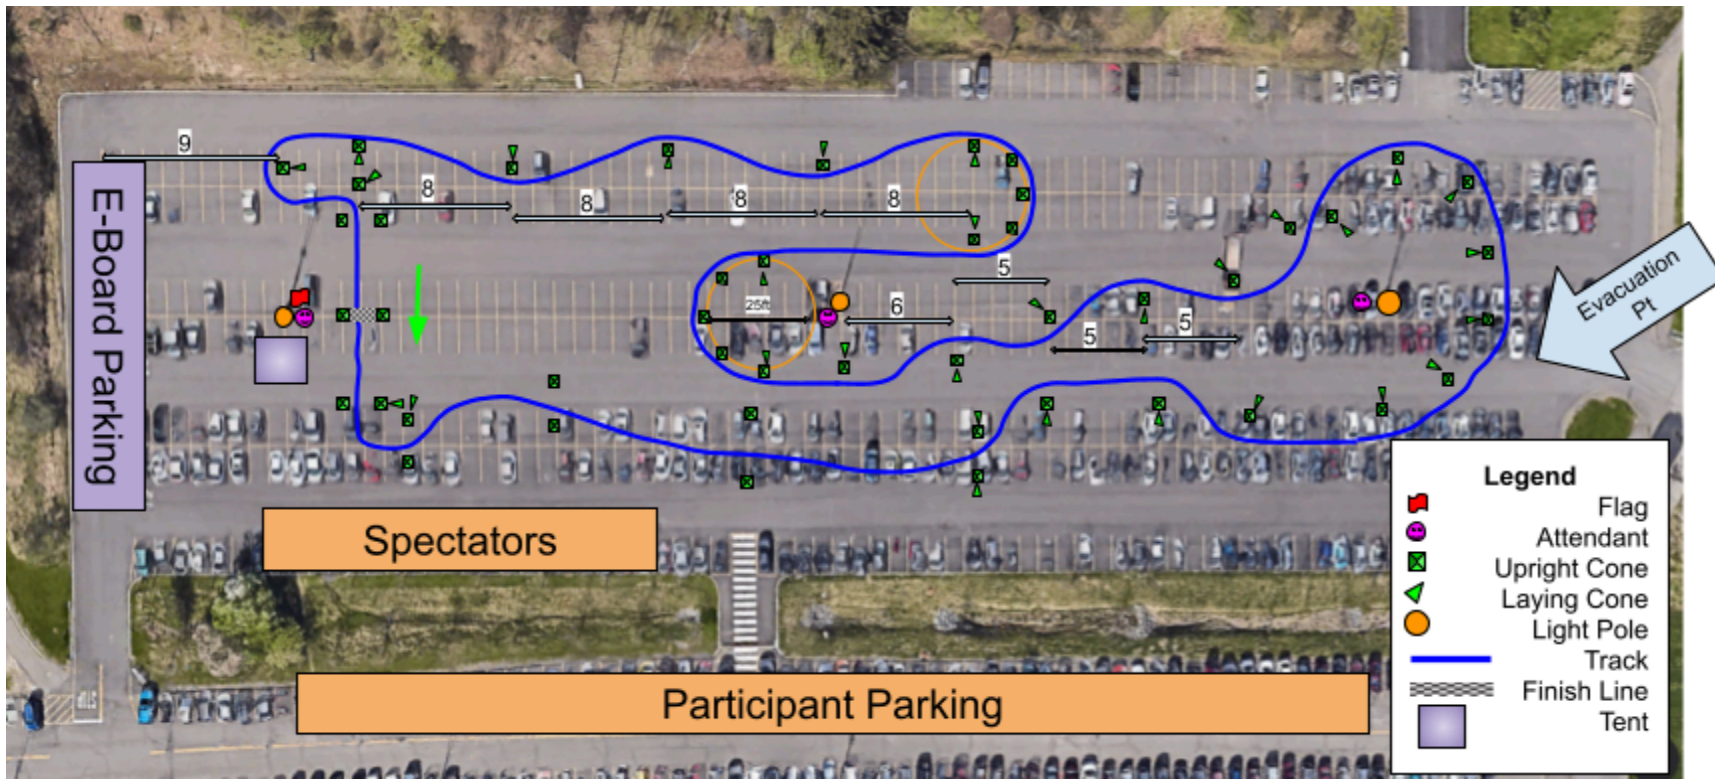 9
8
8
8
8
E-Board Parking
25ft
6
5
5
5
Evacuation
Pt
Spectators
Participant Parking
Legend
Flag
Attendant
Upright Cone
Laying Cone
Light Pole
Track
Finish Line
Tent